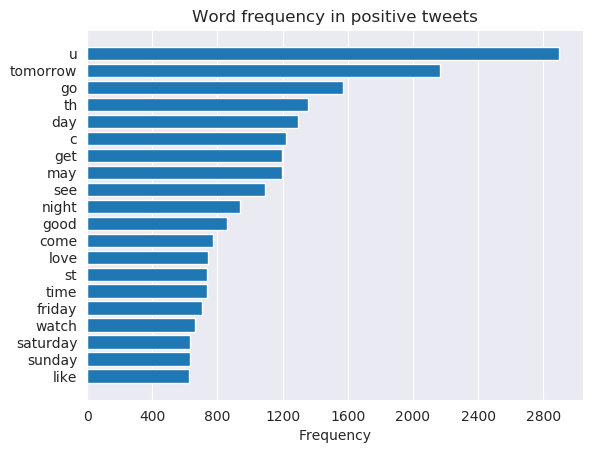 Word frequency in positive tweets
u
tomorrow
go
th
day
c
get
may
see
night
good
come
love
st
time
friday
watch
saturday
sunday
like
0 400 800 1200 1600 2000 2400 2800
Frequency